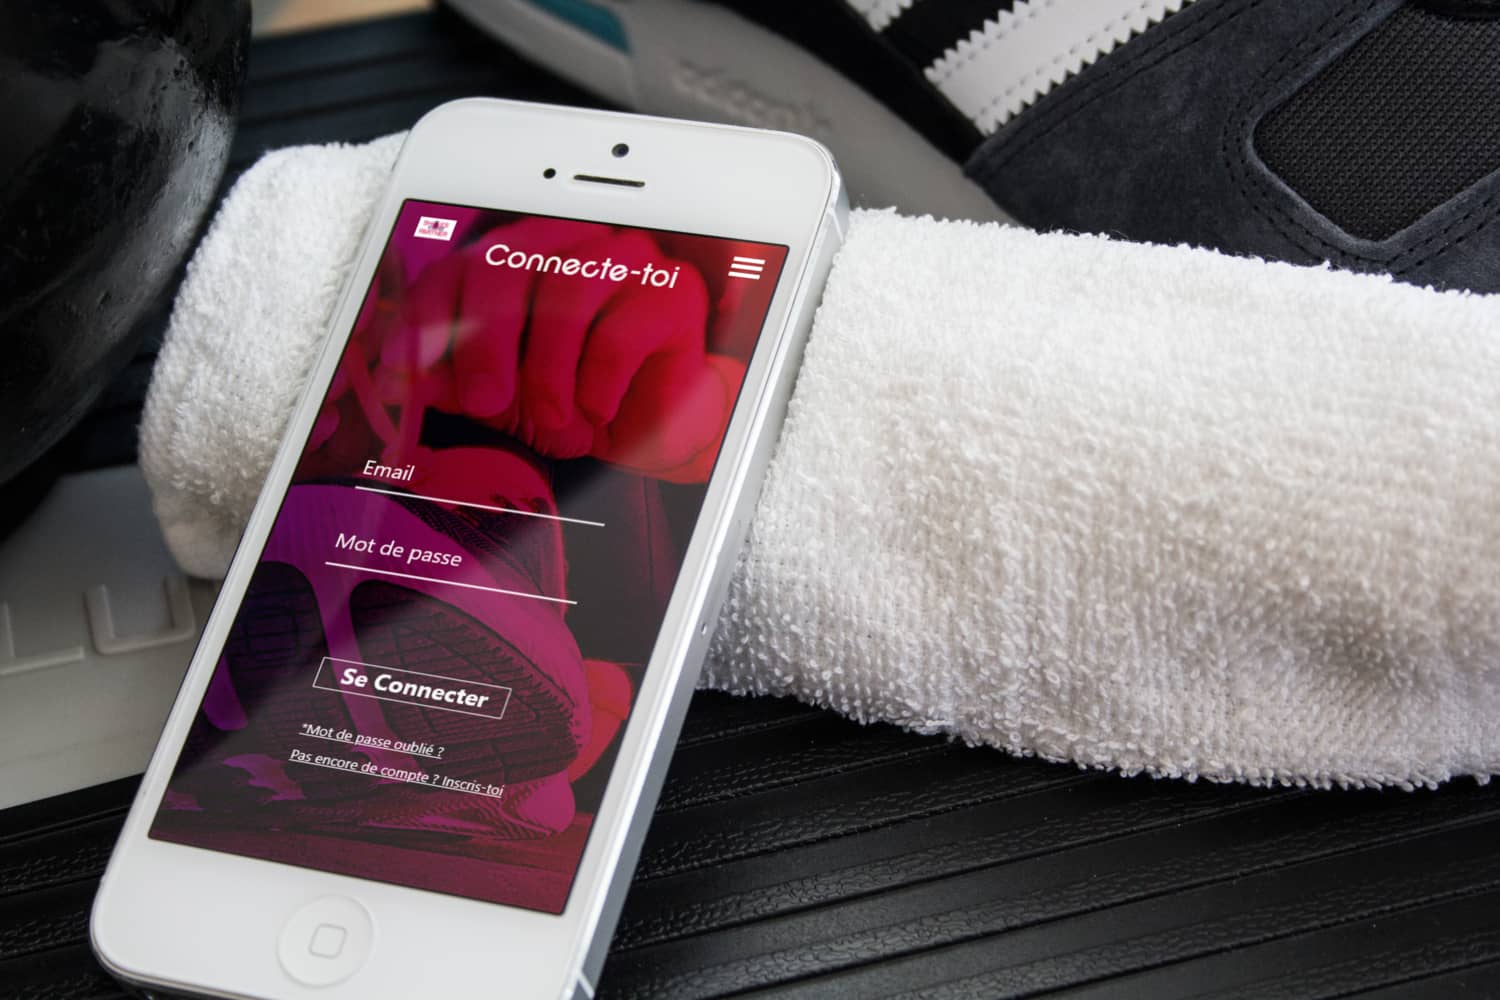 Connecte-toi
Email
Mot de passe
Se Connecter
*Mot de passe oublié ?
Pas encore de compte ? Inscris-toi